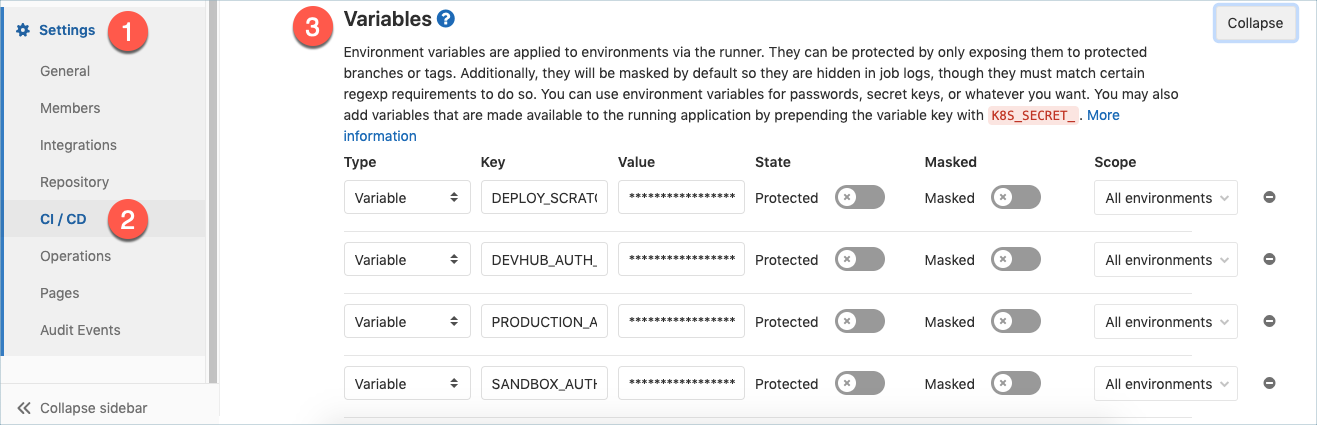 Settings
1
General
Members
Integrations
Repository
CI / CD
2
Operations
Pages
Audit Events
Collapse sidebar
3
Variables ?
Collapse
Environment variables are applied to environments via the runner. They can be protected by only exposing them to protected
branches or tags. Additionally, they will be masked by default so they are hidden in job logs, though they must match certain
regexp requirements to do so. You can use environment variables for passwords, secret keys, or whatever you want. You may also
add variables that are made available to the running application by prepending the variable key with K8S_SECRET_. More
information
Type Key Value State Masked Scope
Variable DEPLOY_SCRATC ***************** Protected Masked All environments
Variable DEVHUB_AUTH_ ***************** Protected Masked All environments
Variable PRODUCTION_A ***************** Protected Masked All environments
Variable SANDBOX_AUTH ***************** Protected Masked All environments